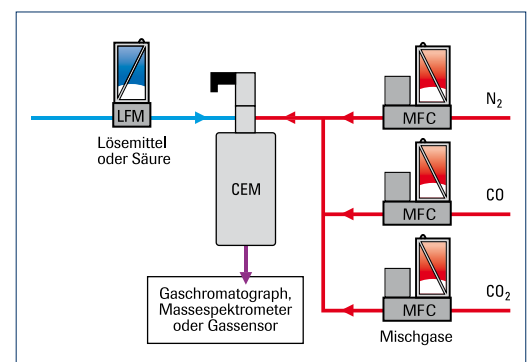 LFM
Lösemittel
oder Säure
CEM
Gaschromatograph,
Massespektrometer
oder Gassensor
MFC
N₂
MFC
CO
MFC
CO₂
Mischgase